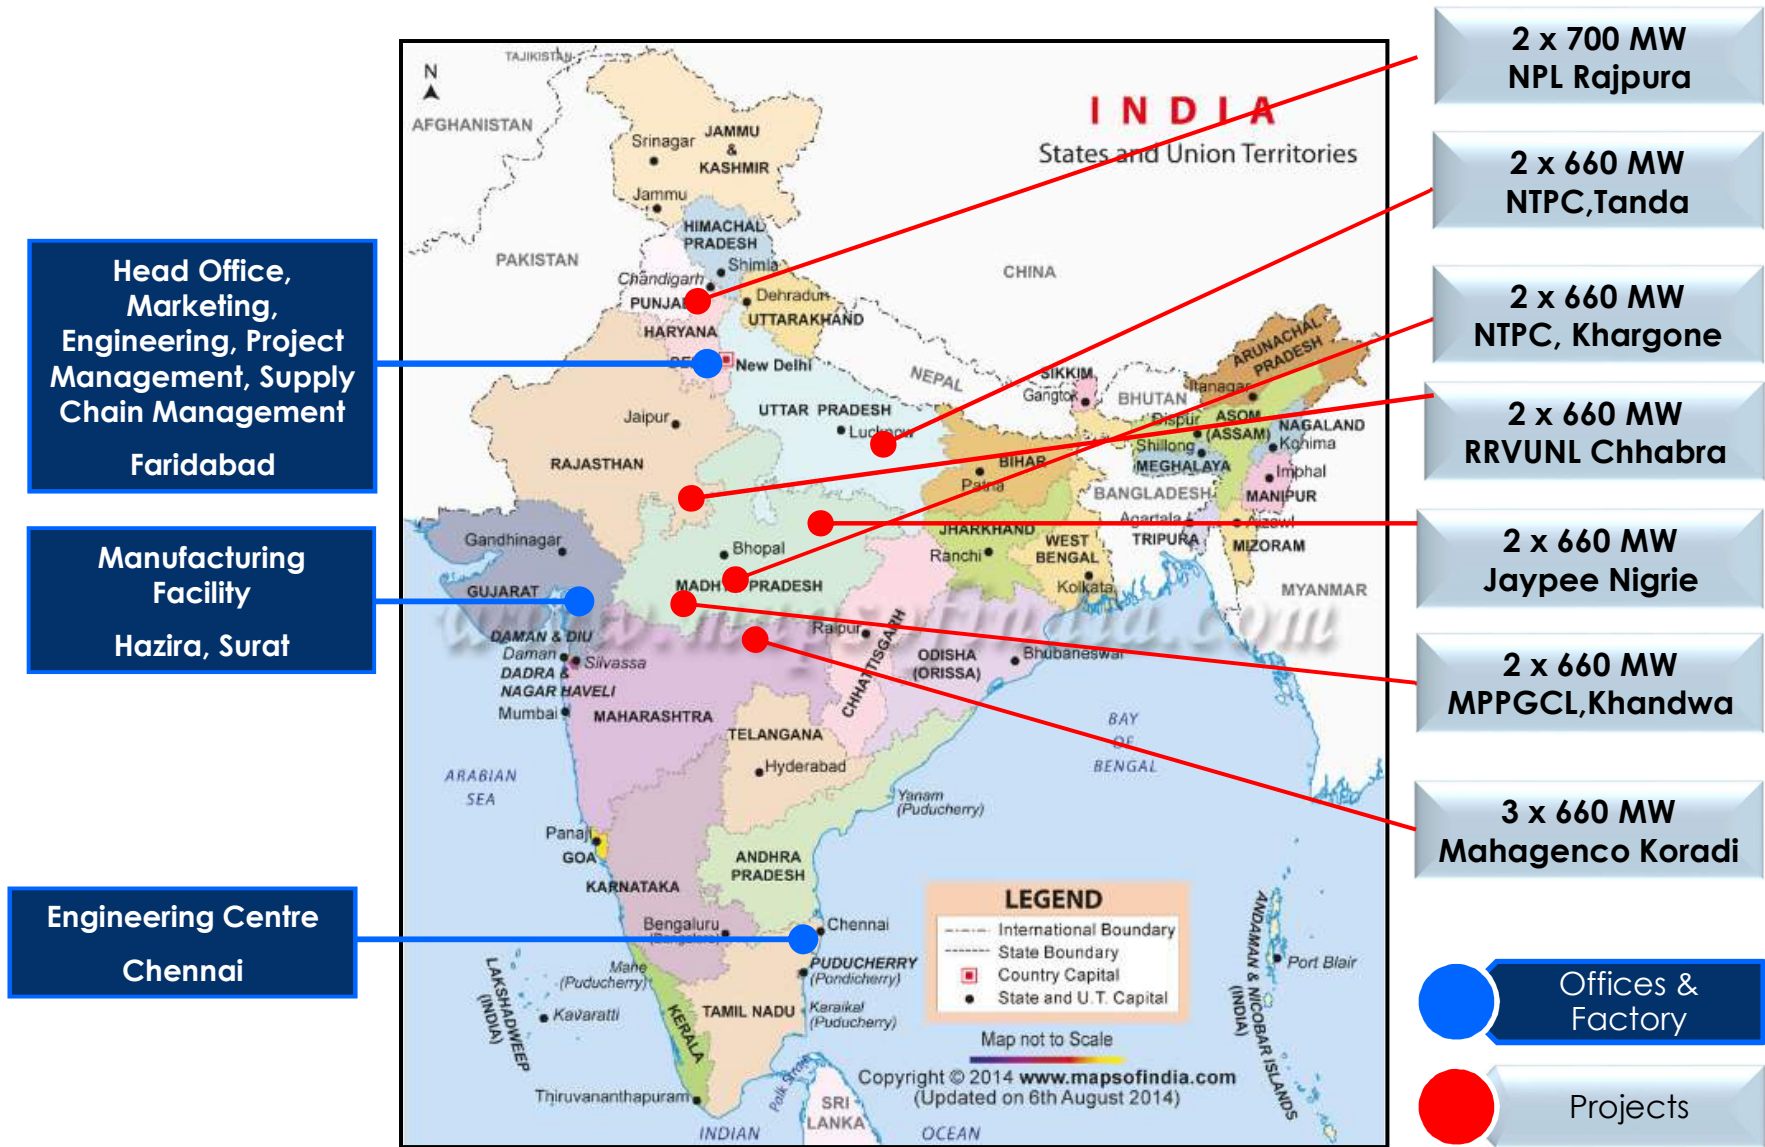 Head Office,
Marketing,
Engineering, Project
Management, Supply
Chain Management
Faridabad
Manufacturing
Facility
Hazira, Surat
Engineering Centre
Chennai
N
INDIA
States and Union Territories
TAJIKISTAN
AFGHANISTAN
PAKISTAN
CHINA
NEPAL
BHUTAN
BANGLADESH
MYANMAR
SRI
LANKA
JAMMU
&
KASHMIR
Srinagar
Jammu
HIMACHAL
PRADESH
Shimla
Chandigarh
Dehradun
UTTARAKHAND
HARYANA
New Delhi
RAJASTHAN
Jaipur
UTTAR PRADESH
Lucknow
BIHAR
Patna
SIKKIM
Gangtok
ARUNACHAL
PRADESH
Itanagar
Dispur
ASOM
(ASSAM)
NAGALAND
Kohima
Shillong
MEGHALAYA
Imphal
MANIPUR
Agartala
TRIPURA
Aizawl
MIZORAM
JHARKHAND
Ranchi
WEST
BENGAL
Kolkata
Gandhinagar
GUJARAT
Bhopal
PRADESH
www.mapsofindia.com
DAMAN & DIU
Daman
Silvassa
DADRA &
NAGAR HAVELI
Mumbai
MAHARASHTRA
Raipur
CHHATTISGARH
ODISHA
(ORISSA)
Bhubaneswar
TELANGANA
Hyderabad
ARABIAN
SEA
BAY
OF
BENGAL
Yanam
(Puducherry)
Panaji
GOA
KARNATAKA
ANDHRA
PRADESH
Bengaluru
(Bangalore)
Chennai
PUDUCHERRY
(Pondicherry)
Mahe
(Puducherry)
TAMIL NADU
Karaikal
(Puducherry)
KERALA
LAKSHADWEEP
(INDIA)
Kavaratti
Thiruvananthapuram
Palk Strait
INDIAN
OCEAN
ANDAMAN & NICOBAR ISLANDS
(INDIA)
Port Blair
LEGEND
International Boundary
State Boundary
Country Capital
State and U.T. Capital
Map not to Scale
Copyright © 2014 www.mapsofindia.com
(Updated on 6th August 2014)
2 x 700 MW
NPL Rajpura
2 x 660 MW
NTPC,Tanda
2 x 660 MW
NTPC, Khargone
2 x 660 MW
RRVUNL Chhabra
2 x 660 MW
Jaypee Nigrie
2 x 660 MW
MPPGCL,Khandwa
3 x 660 MW
Mahagenco Koradi
Offices &
Factory
Projects